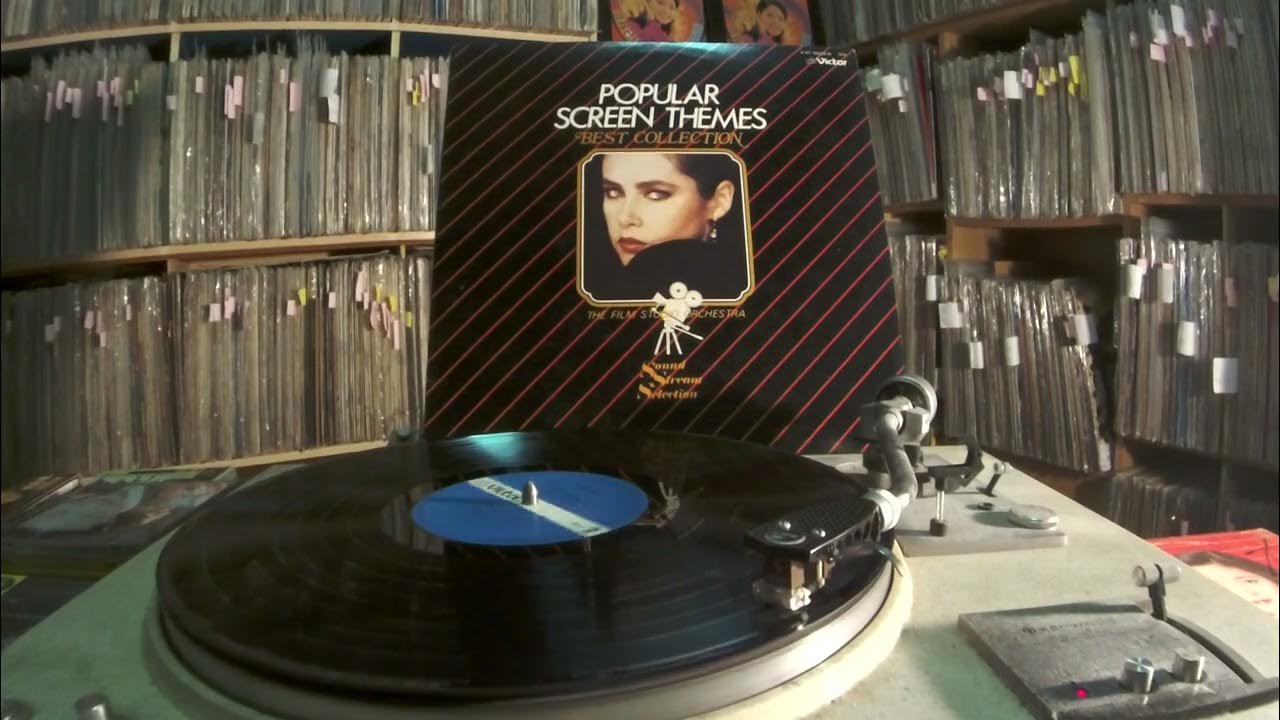 Victor
POPULAR
SCREEN THEMES
BEST COLLECTION
THE FILM STUDIO ORCHESTRA
Sound
Stream
Selection
Victor